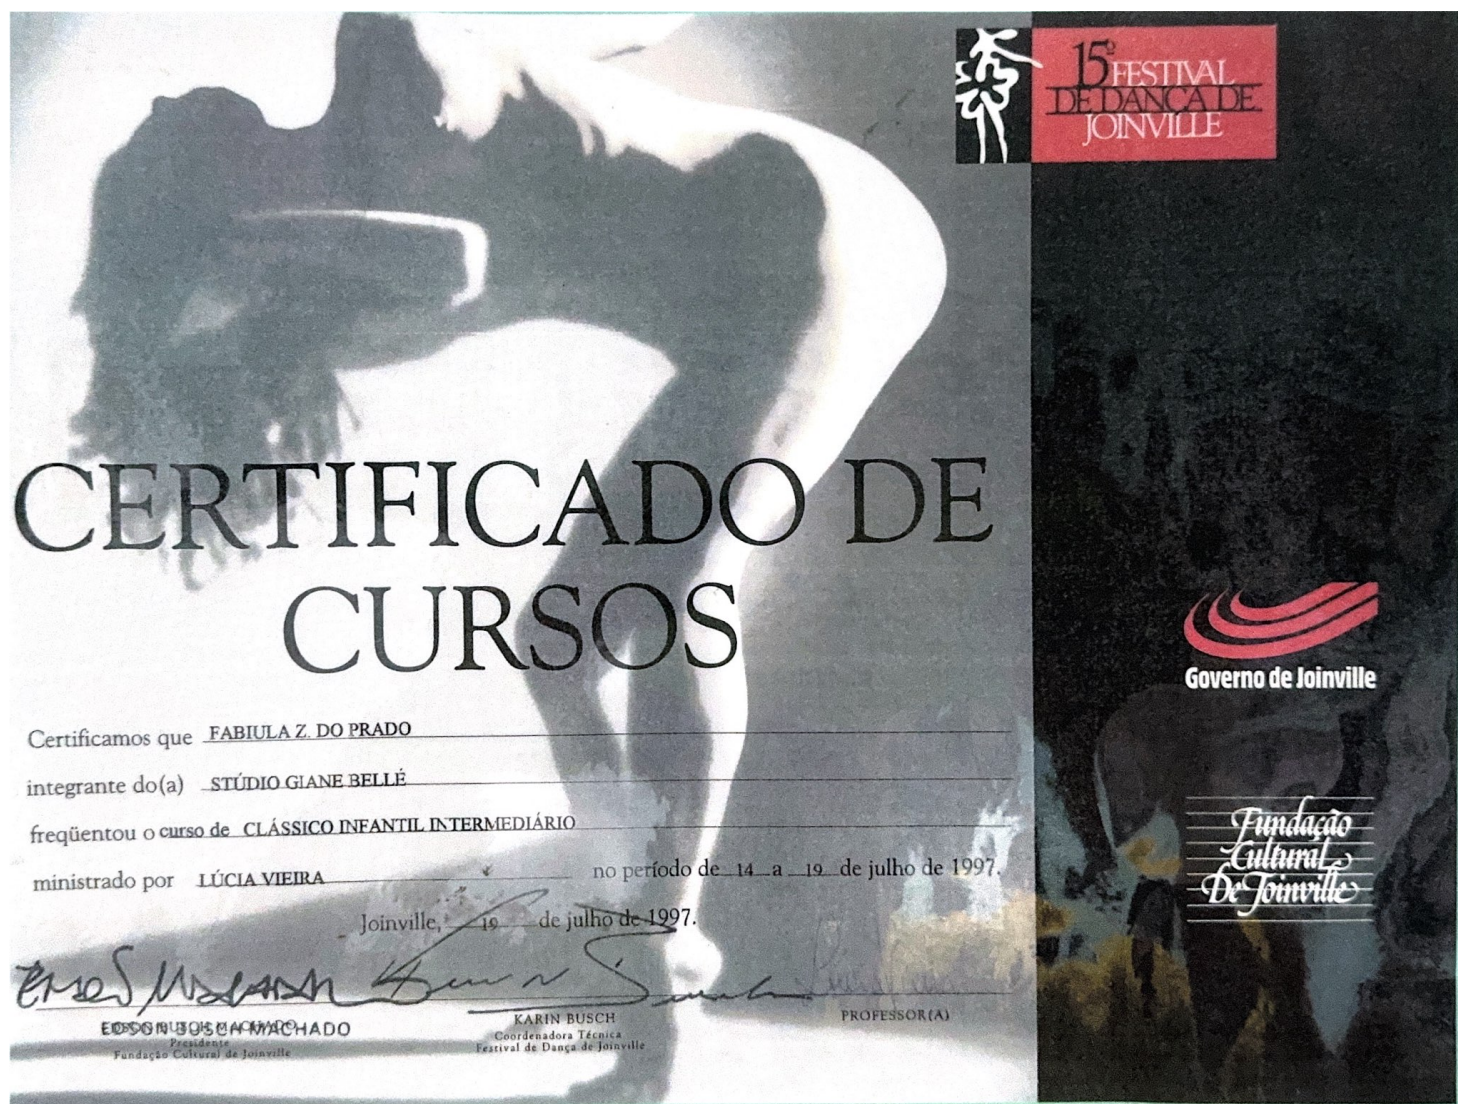 15º FESTIVAL
DE DANÇA DE
JOINVILLE
CERTIFICADO DE
CURSOS
Governo de Joinville
Certificamos que FABIULA Z. DO PRADO
integrante do(a) STÚDIO GIANE BELLÉ
freqüentou o curso de CLÁSSICO INFANTIL INTERMEDIÁRIO
ministrado por LÚCIA VIEIRA no período de 14 a 19 de julho de 1997.
Joinville, 19 de julho de 1997.
Fundação
Cultural
De Joinville
EDSON BUSCH MACHADO
Presidente
Fundação Cultural de Joinville
KARIN BUSCH
Coordenadora Técnica
Festival de Dança de Joinville
PROFESSOR(A)